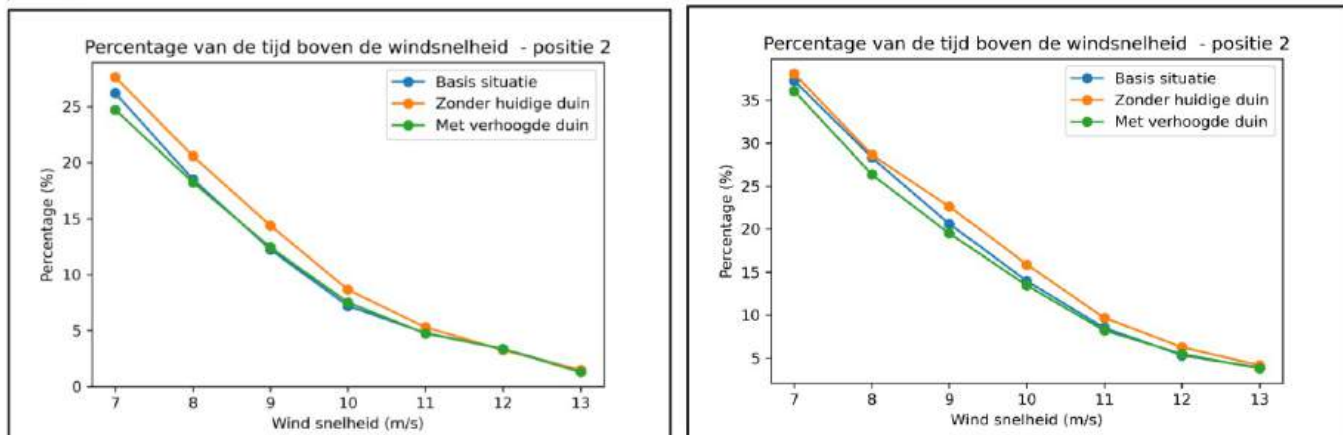 Percentage van de tijd boven de windsnelheid - positie 2
Basis situatie
Zonder huidige duin
Met verhoogde duin
Percentage (%)
25
20
15
10
5
0
7 8 9 10 11 12 13
Wind snelheid (m/s)
Percentage van de tijd boven de windsnelheid - positie 2
Basis situatie
Zonder huidige duin
Met verhoogde duin
Percentage (%)
35
30
25
20
15
10
5
7 8 9 10 11 12 13
Wind snelheid (m/s)